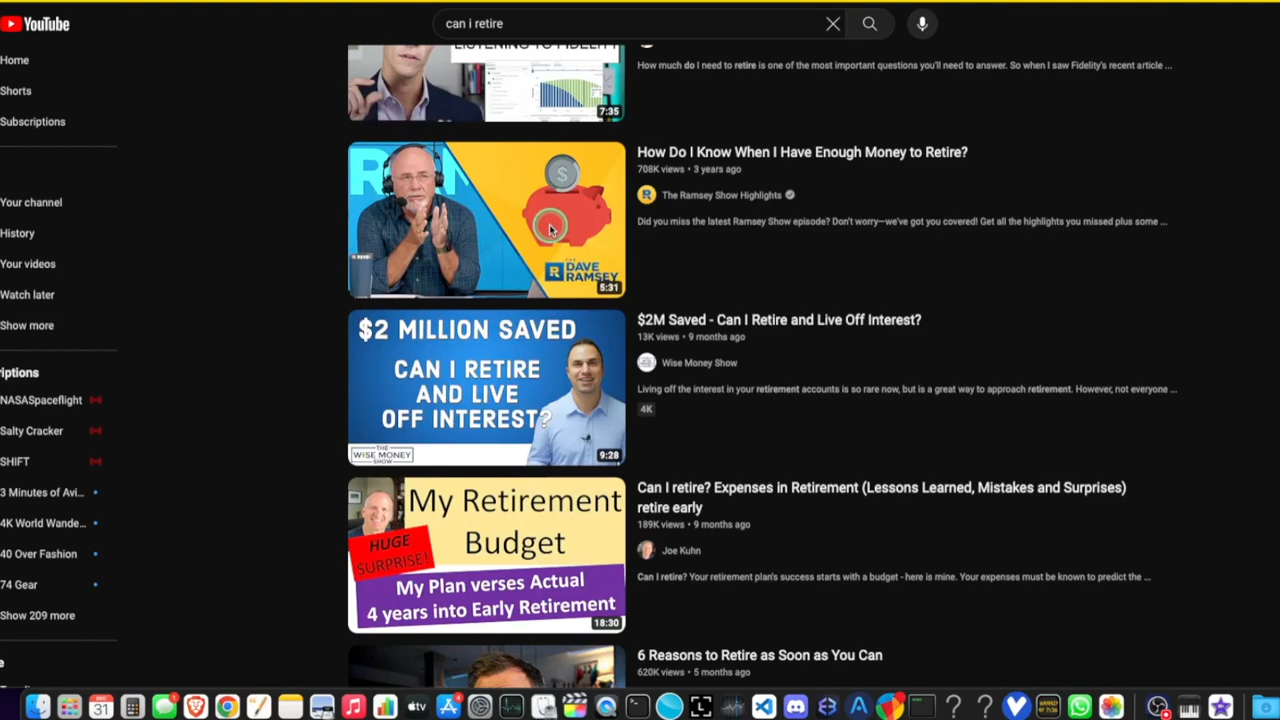 YouTube
can i retire
Home
Shorts
Subscriptions
Your channel
History
Your videos
Watch later
Show more
riptions
NASASpaceflight
Salty Cracker
SHIFT
3 Minutes of Avi...
4K World Wande...
40 Over Fashion
74 Gear
Show 209 more
e
LISTENING TO FIDELITY
7:35
How much do I need to retire is one of the most important questions you'll need to answer. So when I saw Fidelity's recent article ...
$
DAVE
RAMSEY
5:31
How Do I Know When I Have Enough Money to Retire?
708K views • 3 years ago
The Ramsey Show Highlights
Did you miss the latest Ramsey Show episode? Don't worry—we've got you covered! Get all the highlights you missed plus some ...
$2 MILLION SAVED
CAN I RETIRE
AND LIVE
OFF INTEREST?
THE
WISE MONEY
SHOW
9:28
$2M Saved - Can I Retire and Live Off Interest?
13K views • 9 months ago
Wise Money Show
Living off the interest in your retirement accounts is so rare now, but is a great way to approach retirement. However, not everyone ...
4K
My Retirement
Budget
HUGE
SURPRISE!
My Plan verses Actual
4 years into Early Retirement
18:30
Can I retire? Expenses in Retirement (Lessons Learned, Mistakes and Surprises)
retire early
189K views • 9 months ago
Joe Kuhn
Can I retire? Your retirement plan's success starts with a budget - here is mine. Your expenses must be known to predict the ...
6 Reasons to Retire as Soon as You Can
620K views • 5 months ago
DEC
31
1
tv
4